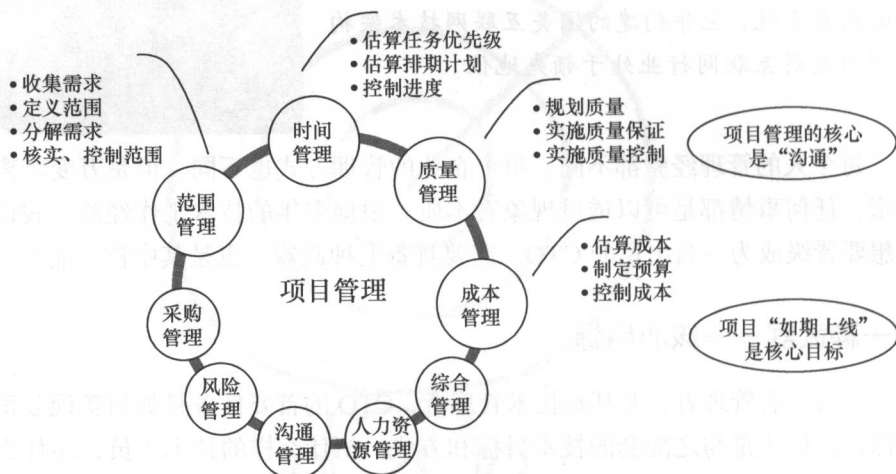 •收集需求
•定义范围
•分解需求
•核实、控制范围
•估算任务优先级
•估算排期计划
•控制进度
•规划质量
•实施质量保证
•实施质量控制
项目管理的核心
是“沟通”
时间
管理
质量
管理
范围
管理
•估算成本
•制定预算
•控制成本
项目管理
成本
管理
采购
管理
项目“如期上线”
是核心目标
风险
管理
综合
管理
沟通
管理
人力资
源管理